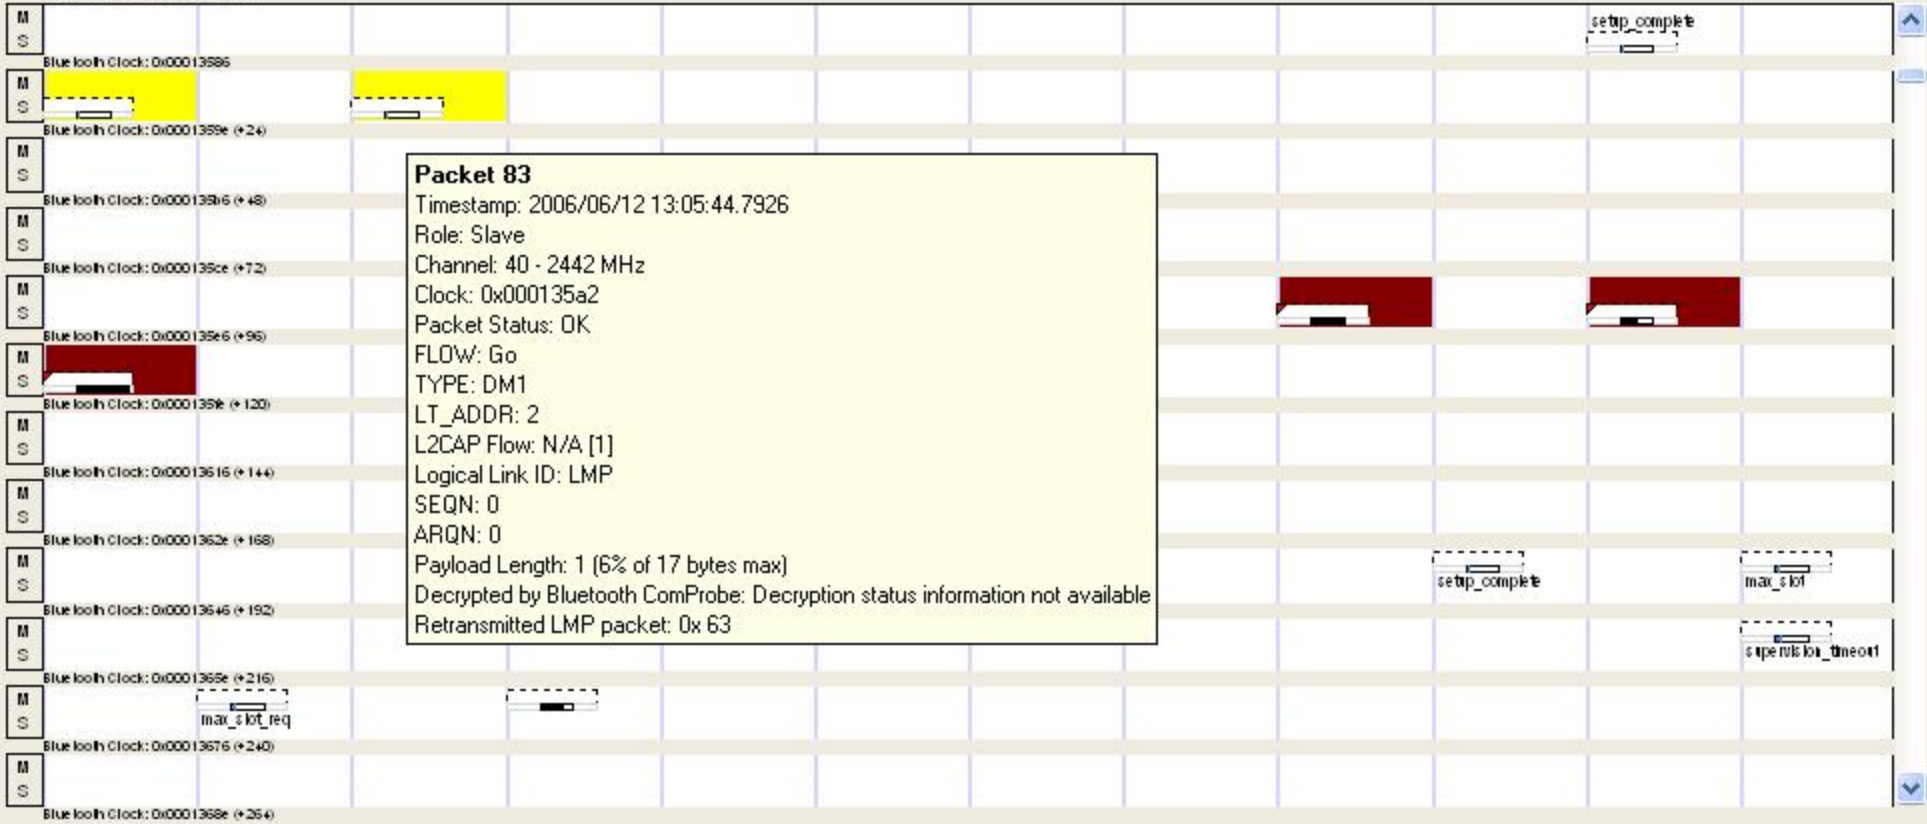 M
S
setup_complete
Bluetooth Clock: 0x00013586
M
S
Bluetooth Clock: 0x0001359e (+24)
M
S
Bluetooth Clock: 0x000135b6 (+48)
M
S
Bluetooth Clock: 0x000135ce (+72)
M
S
Bluetooth Clock: 0x000135e6 (+96)
M
S
Bluetooth Clock: 0x000135fe (+120)
M
S
Bluetooth Clock: 0x00013616 (+144)
M
S
Bluetooth Clock: 0x0001362e (+168)
M
S
setup_complete
max_slot
Bluetooth Clock: 0x00013646 (+192)
M
S
supervision_timeout
Bluetooth Clock: 0x0001365e (+216)
M
S
max_slot_req
Bluetooth Clock: 0x00013676 (+240)
M
S
Bluetooth Clock: 0x0001368e (+264)
Packet 83
Timestamp: 2006/06/12 13:05:44.7926
Role: Slave
Channel: 40 - 2442 MHz
Clock: 0x000135a2
Packet Status: OK
FLOW: Go
TYPE: DM1
LT_ADDR: 2
L2CAP Flow: N/A [1]
Logical Link ID: LMP
SEQN: 0
ARQN: 0
Payload Length: 1 (6% of 17 bytes max)
Decrypted by Bluetooth ComProbe: Decryption status information not available
Retransmitted LMP packet: 0x 63